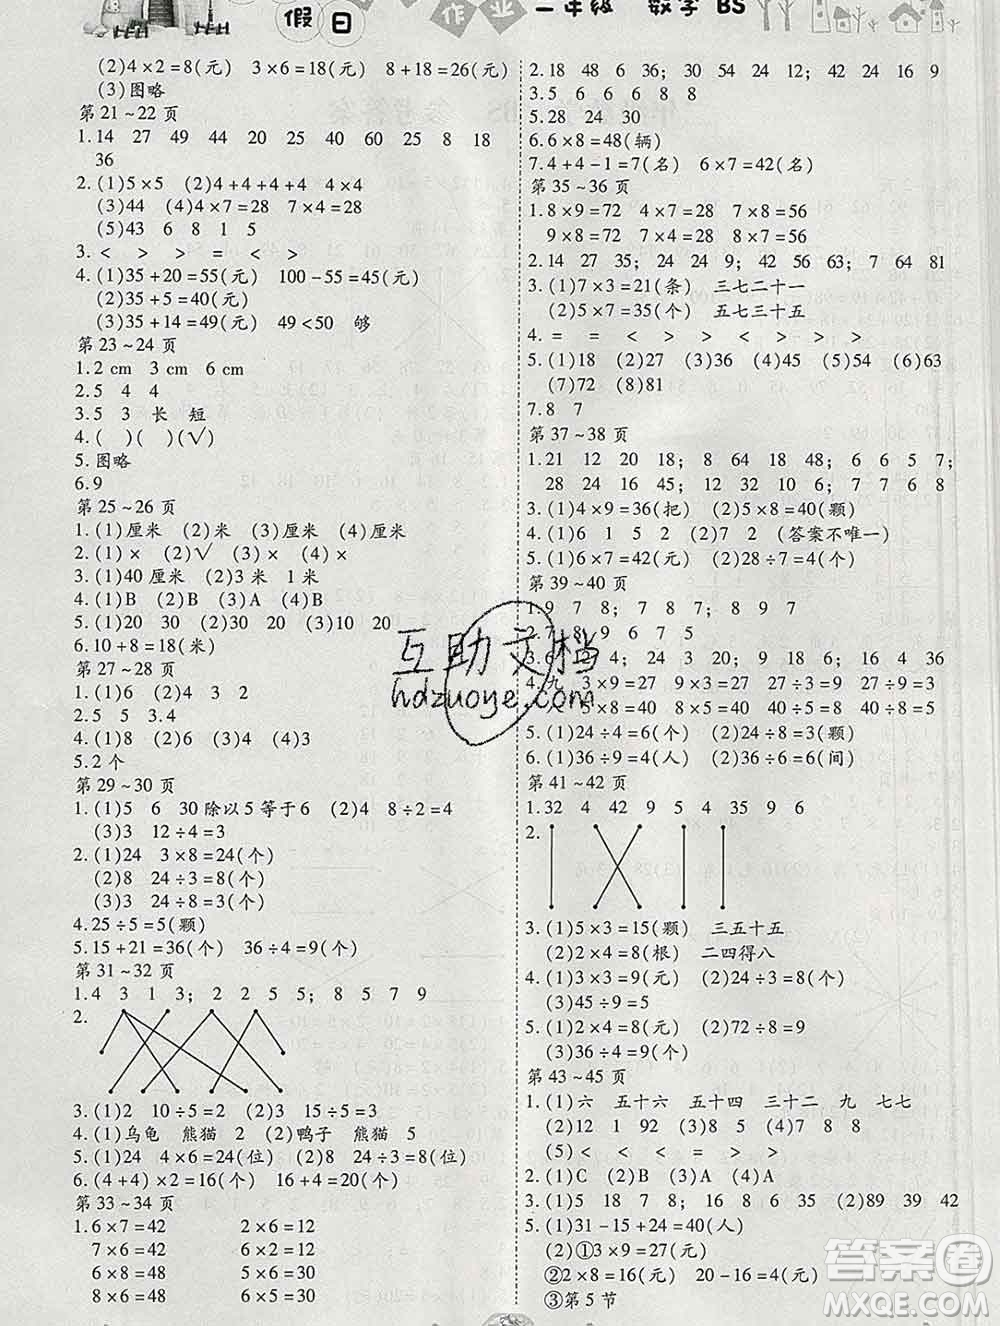 假日 作业 二年级 数学 BS
(2)4×2=8(元) 3×6=18(元) 8+18=26(元)
(3)图略
第21~22页
1.14 27 49 44 20 25 8 18
36
2.(1)5×5 (2)4+4+4 4×4
(3)44 (4)4×7=28 7×4=28
(5)43 6 8 1 5
3.< > > = < >
4.(1)35+20=55(元) 100-55=45(元)
(2)35+5=40(元)
(3)35+14=49(元) 49<50 够
第23~24页
1.2 cm 3 cm 6 cm
2.5 4 4
3.5 3 长 短
4.( )( )(√)
5.图略
6.9
第25~26页
1.(1)厘米 (2)米 (3)厘米 (4)米
2.(1)× (2)√ (3)× (4)×
3.(1)40厘米 (2)3米 1米
4.(1)B (2)B (3)A (4)B
5.(1)20 (2)30 20 (3)10 20
6.10+8=18(米)
第27~28页
1.(1)6 (2)4 3 2
2.5 5 3.4
4.(1)8 (2)6 (3)4 (4)4
5.2个
第29~30页
1.(1)5 6 30除以5等于6 (2)4 8÷2=4
(3)3 12÷4=3
2.(1)24 3×8=24(个)
(2)8 24÷3=8(个)
(3)3 24÷8=3(个)
4.25÷5=5(颗)
5.15+21=36(个) 36÷4=9(个)
第31~32页
1.4 3 1 3; 2 2 5 5; 8 5 7 9
2.
3.(1)2 10÷5=2 (2)3 15÷5=3
4.(1)乌龟 熊猫 2 (2)鸭子 熊猫 5
5.(1)24 4×6=24(位) (2)8 24÷3=8(位)
6.(4+4)×2=16(个) 16+4=20(个)
第33~34页
1.6×7=42 2×6=12
7×6=42 6×2=12
6×8=48 5×6=30
8×6=48 6×5=30
2.18 48 6 36; 30 54 24 12 16 9
3.5 6 6 6 8 8
5.28 24 30
6.6×8=48(辆)
7.4+4-1=7(名) 6×7=42(名)
第35~36页
1.8×9=72 4×7=28 7×8=56
9×8=72 7×4=28 8×7=56
2.14 27 35; 24 9 42 56 63; 7 64 81
3.(1)7×3=21(条) 三七二十一
(2)5×7=35(个) 五七三十五
4.= = < > > < > >
5.(1)18 (2)27 (3)36 (4)45 (5)54 (6)63
(7)72 (8)81
7.8 7
第37~38页
1.21 12 20 18; 8 64 18 48; 6 6 5 7;
28 24 6 16; 12 32 10 6; 7 7 6 8
3.(1)4×9=36(把) (2)5×8=40(颗)
4.(1)6 1 5 2 (2)7 2 (答案不唯一)
5.(1)6×7=42(元) (2)28÷7=4(个)
第39~40页
1.9 7 8; 7 8 7; 8 9 7
2.7 8 9 6 7 5
3.6 12 4; 24 3 24; 9 18 6; 4 36 36
4.九 3×9=27 9×3=27 27÷3=9 27÷9=3
八 5×8=40 8×5=40 40÷5=8 40÷8=5
5.(1)24÷4=6(个) (2)24÷8=3(颗)
6.(1)36÷9=4(人) (2)36÷6=6(间)
第41~42页
1.32 4 42 9 5 4 35 9 6
2.
3.(1)5×3=15(颗) 三五十五
(2)2×4=8(根) 二四得八
4.(1)3×3=9(元) (2)24÷3=8(个)
(3)45÷9=5
5.(1)2×4=8(元) (2)72÷8=9(元)
(3)36÷9=4(个)
第43~45页
1.(1)六 五十六 五十四 三十二 九 七七
(2)12 1 92 (3)8 6 (4)8 9
(5)< < < = > >
2.(1)C (2)B (3)A (4)A
3.(1)5 18 7 8; 16 8 6 35 (2)89 39 42
5.(1)31-15+24=40(人)
(2)①3×9=27(元)
②2×8=16(元) 20-16=4(元)
③第5节
互助文档
hdzuoye.com
答案圈
MXQE.COM